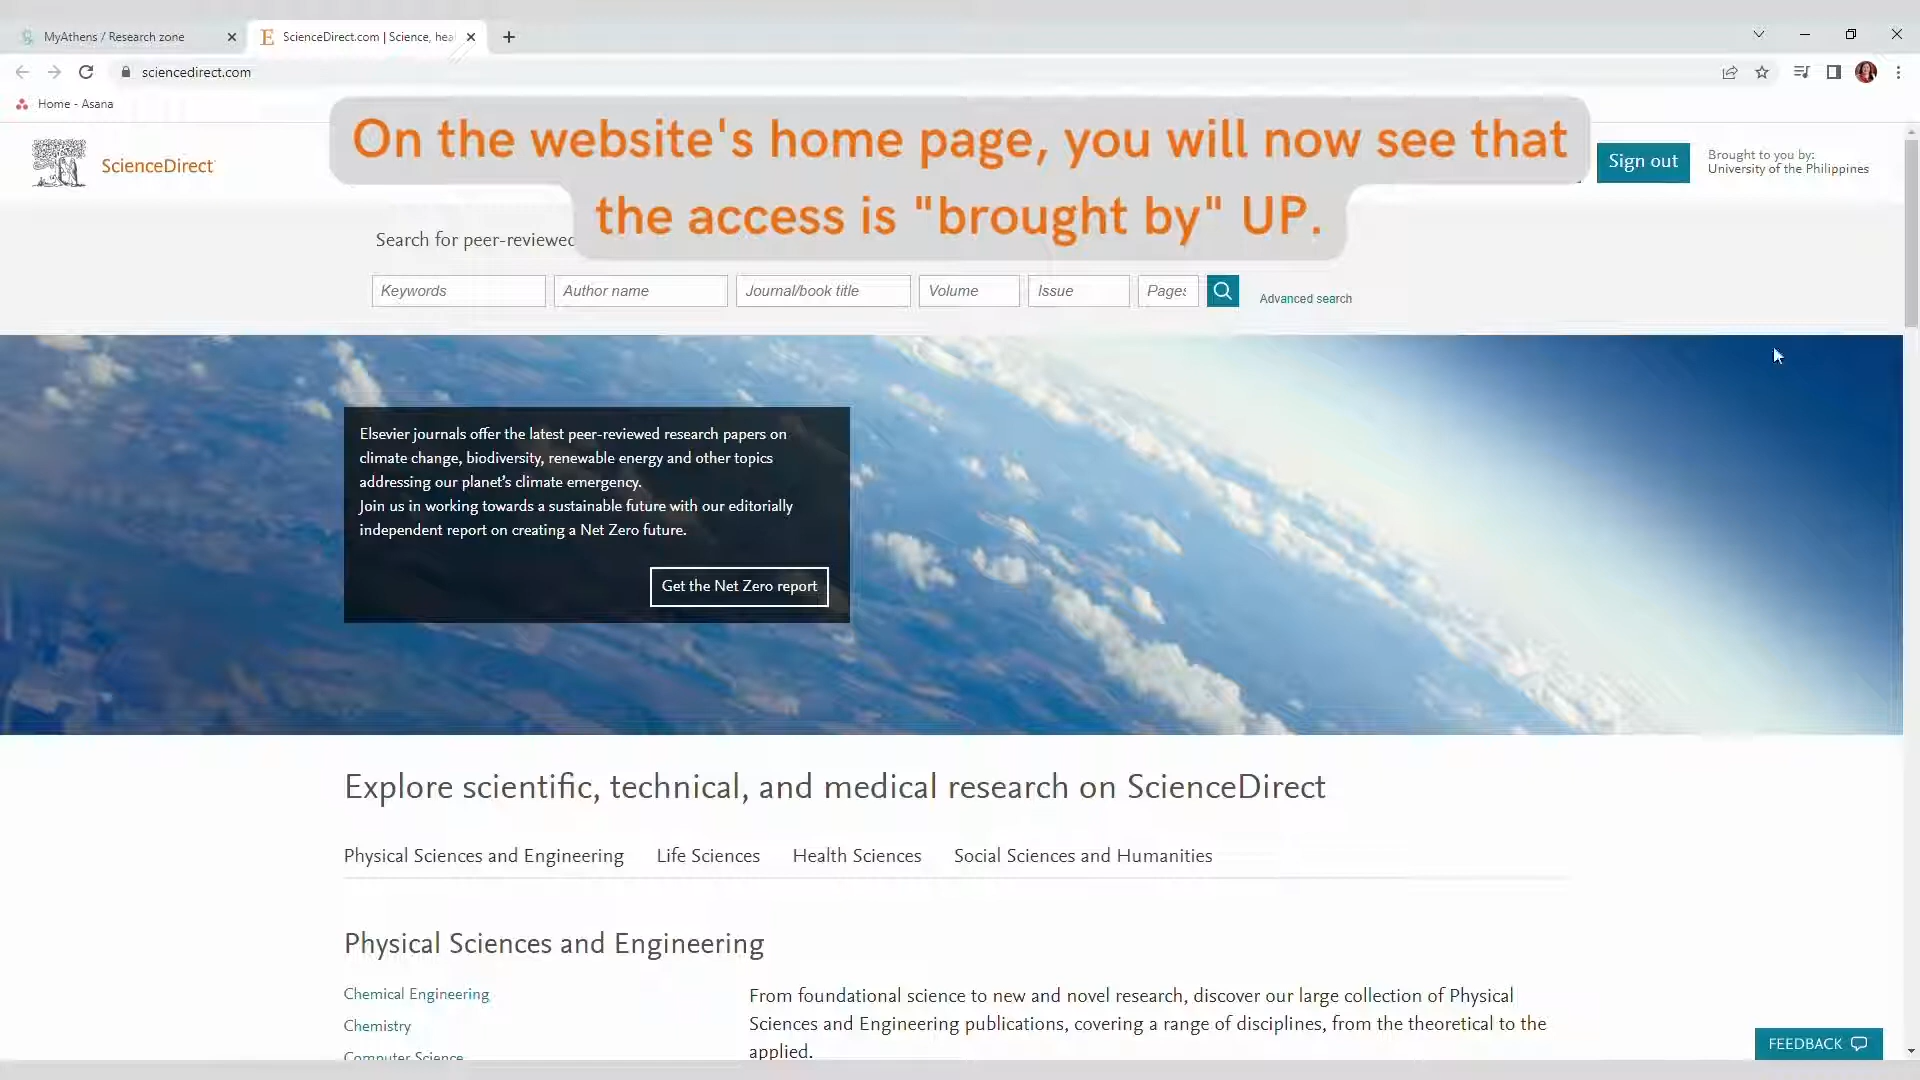 MyAthens / Research zone
ScienceDirect.com | Science, hea
sciencedirect.com
Home - Asana
On the website's home page, you will now see that
the access is "brought by" UP.
ScienceDirect
Sign out
Brought to you by:
University of the Philippines
Search for peer-reviewed
Keywords
Author name
Journal/book title
Volume
Issue
Pages
Advanced search
Elsevier journals offer the latest peer-reviewed research papers on
climate change, biodiversity, renewable energy and other topics
addressing our planet's climate emergency.
Join us in working towards a sustainable future with our editorially
independent report on creating a Net Zero future.
Get the Net Zero report
Explore scientific, technical, and medical research on ScienceDirect
Physical Sciences and Engineering
Life Sciences
Health Sciences
Social Sciences and Humanities
Physical Sciences and Engineering
Chemical Engineering
Chemistry
Computer Science
From foundational science to new and novel research, discover our large collection of Physical
Sciences and Engineering publications, covering a range of disciplines, from the theoretical to the
applied.
FEEDBACK